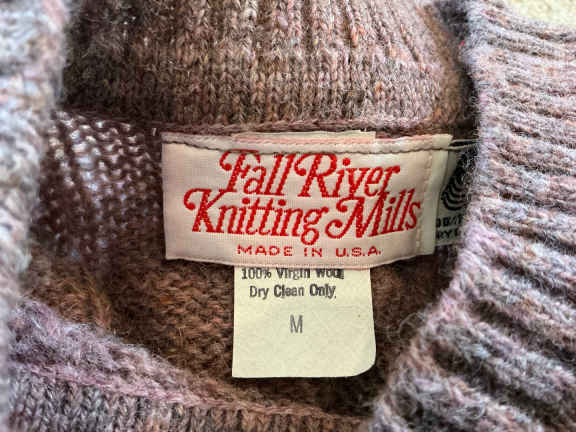 Fall River
Knitting Mills
MADE IN U.S.A.
100% Virgin Wool
Dry Clean Only
M